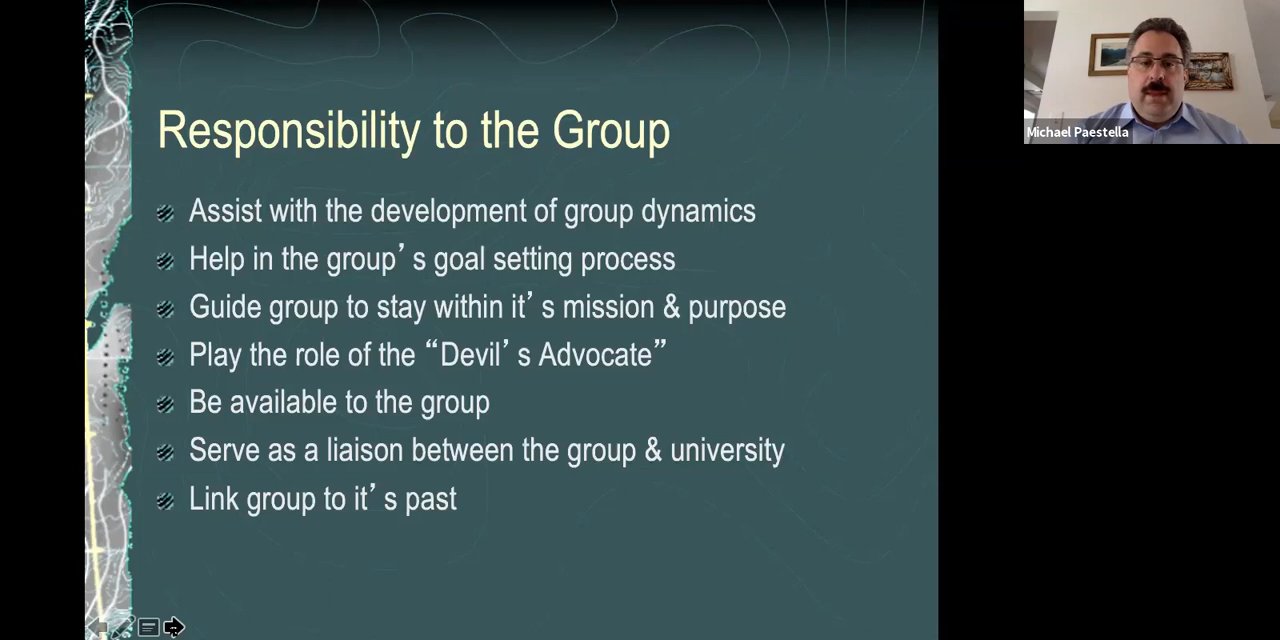 Responsibility to the Group
Assist with the development of group dynamics
Help in the group’ s goal setting process
Guide group to stay within it’ s mission & purpose
Play the role of the “Devil’ s Advocate”
Be available to the group
Serve as a liaison between the group & university
Link group to it’ s past
Michael Paestella